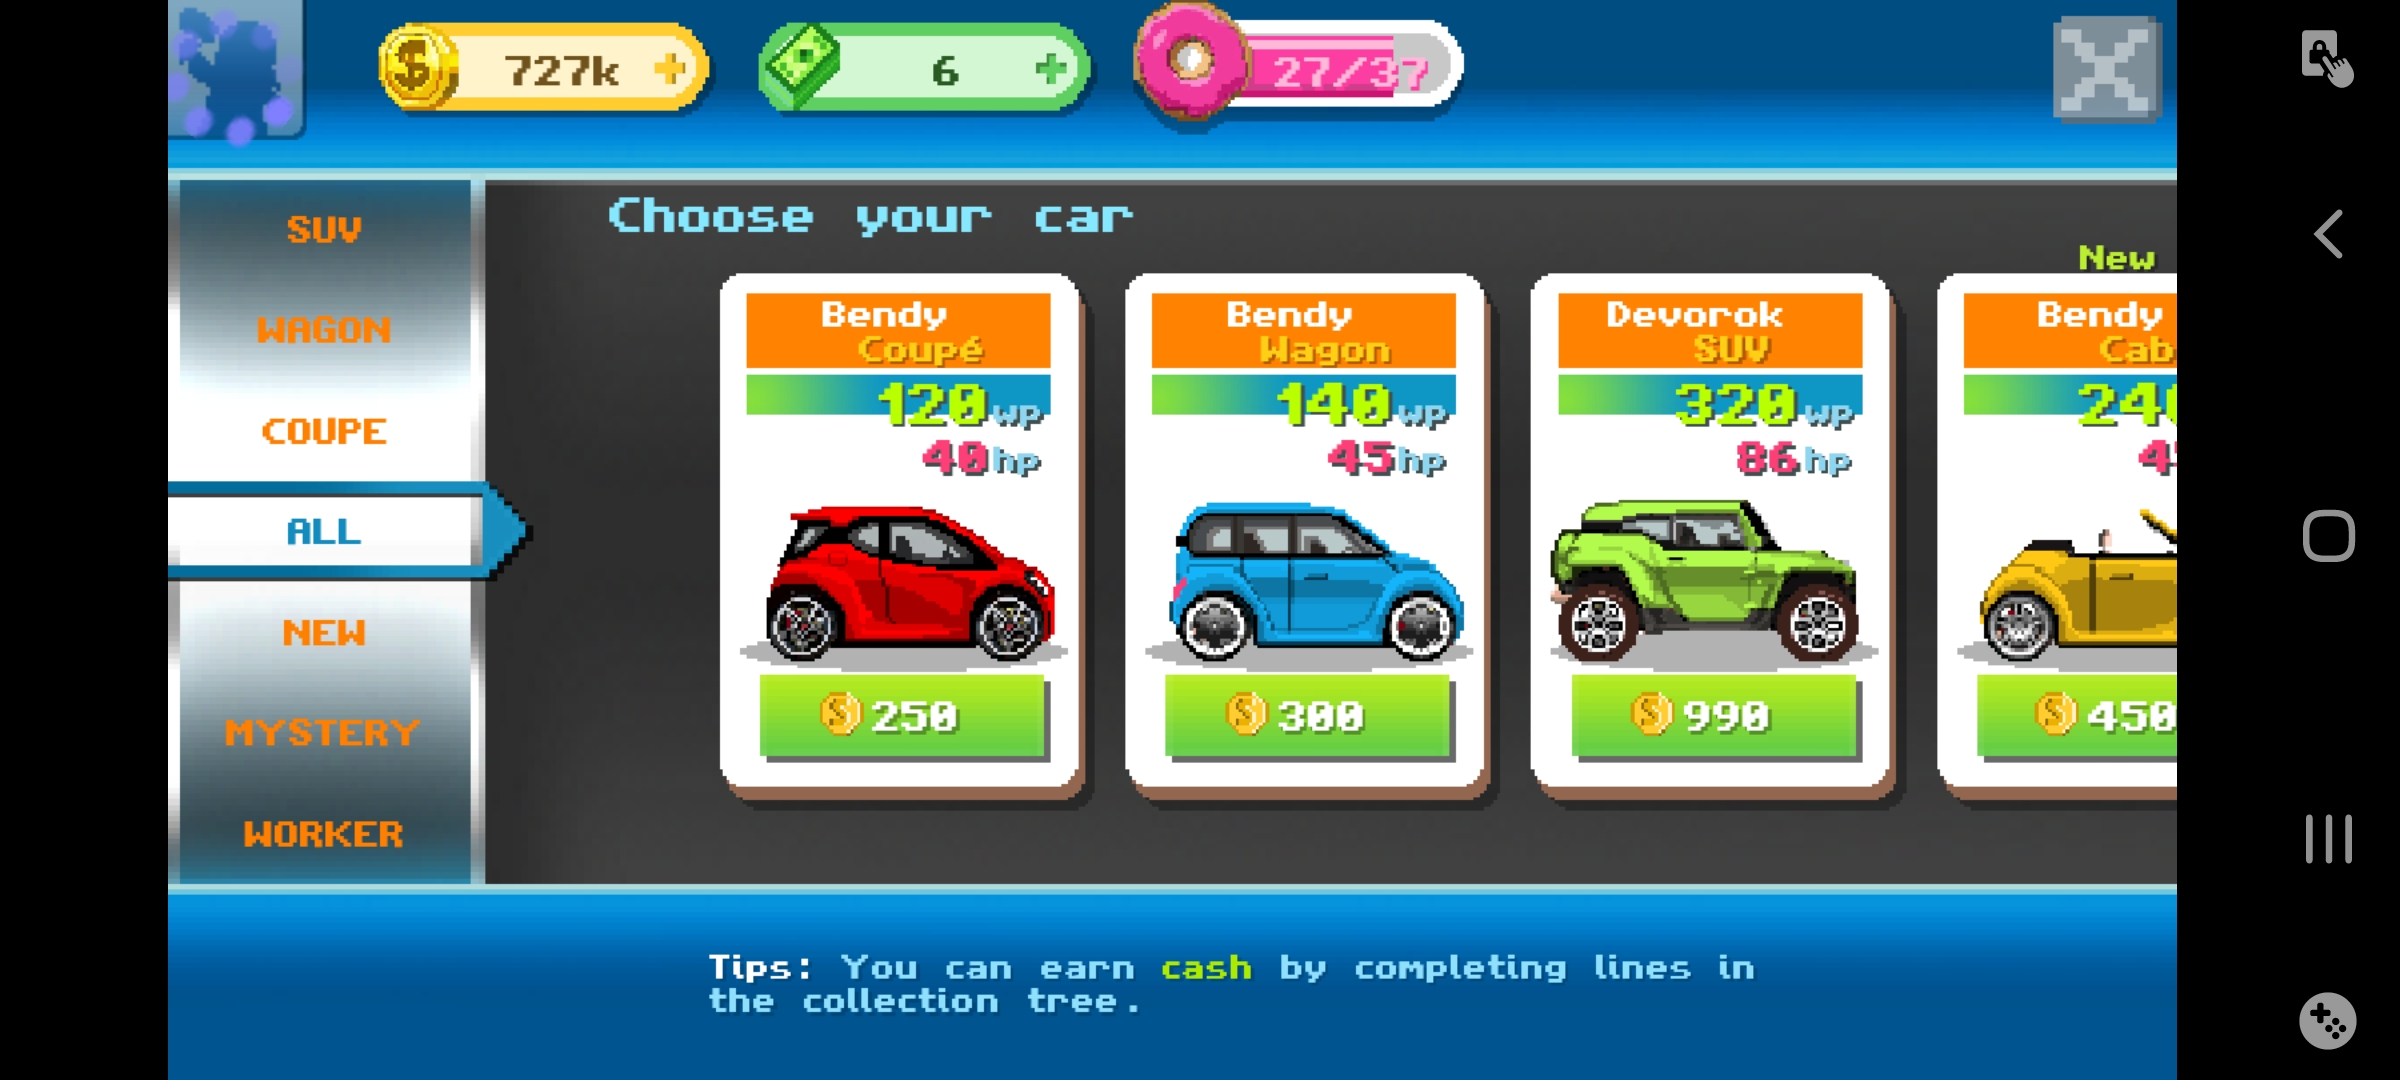 727k
6
27/37
SUV
WAGON
COUPE
ALL
NEW
MYSTERY
WORKER
Choose your car
Bendy
Coupé
120wp
40hp
250
Bendy
Wagon
140wp
45hp
300
Devorok
SUV
320wp
86hp
990
New
Bendy
Cab
450
Tips: You can earn cash by completing lines in
the collection tree.